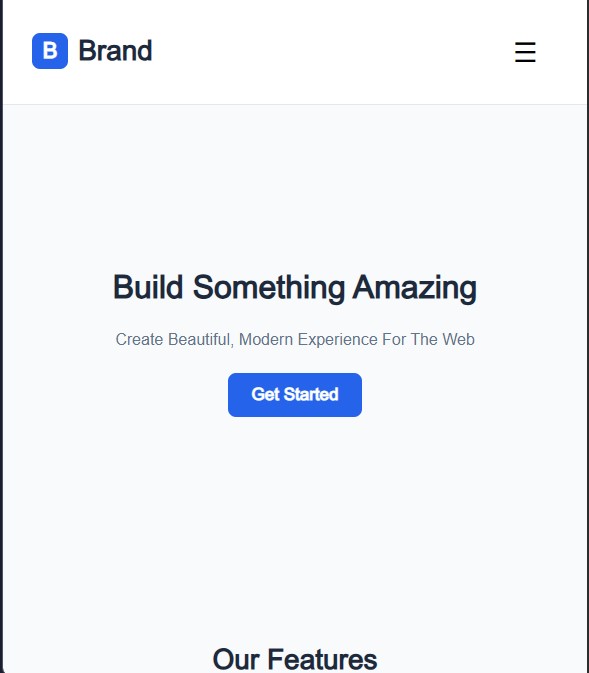 B Brand
Build Something Amazing
Create Beautiful, Modern Experience For The Web
Get Started
Our Features